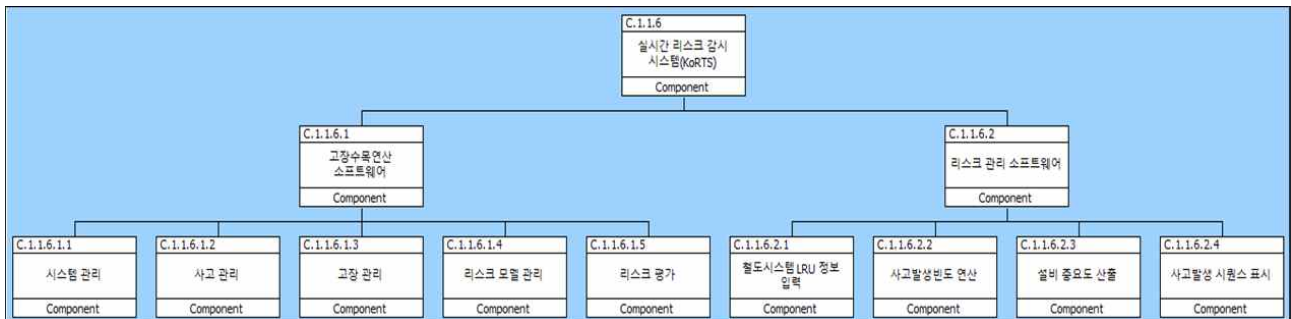 C.1.1.6
실시간 리스크 감시
시스템(KoRTS)
Component
C.1.1.6.1
고장수목연산
소프트웨어
Component
C.1.1.6.2
리스크 관리 소프트웨어
Component
C.1.1.6.1.1
시스템 관리
Component
C.1.1.6.1.2
사고 관리
Component
C.1.1.6.1.3
고장 관리
Component
C.1.1.6.1.4
리스크 모델 관리
Component
C.1.1.6.1.5
리스크 평가
Component
C.1.1.6.2.1
철도시스템 LRU 정보
입력
Component
C.1.1.6.2.2
사고발생빈도 연산
Component
C.1.1.6.2.3
설비 중요도 산출
Component
C.1.1.6.2.4
사고발생 시퀀스 표시
Component